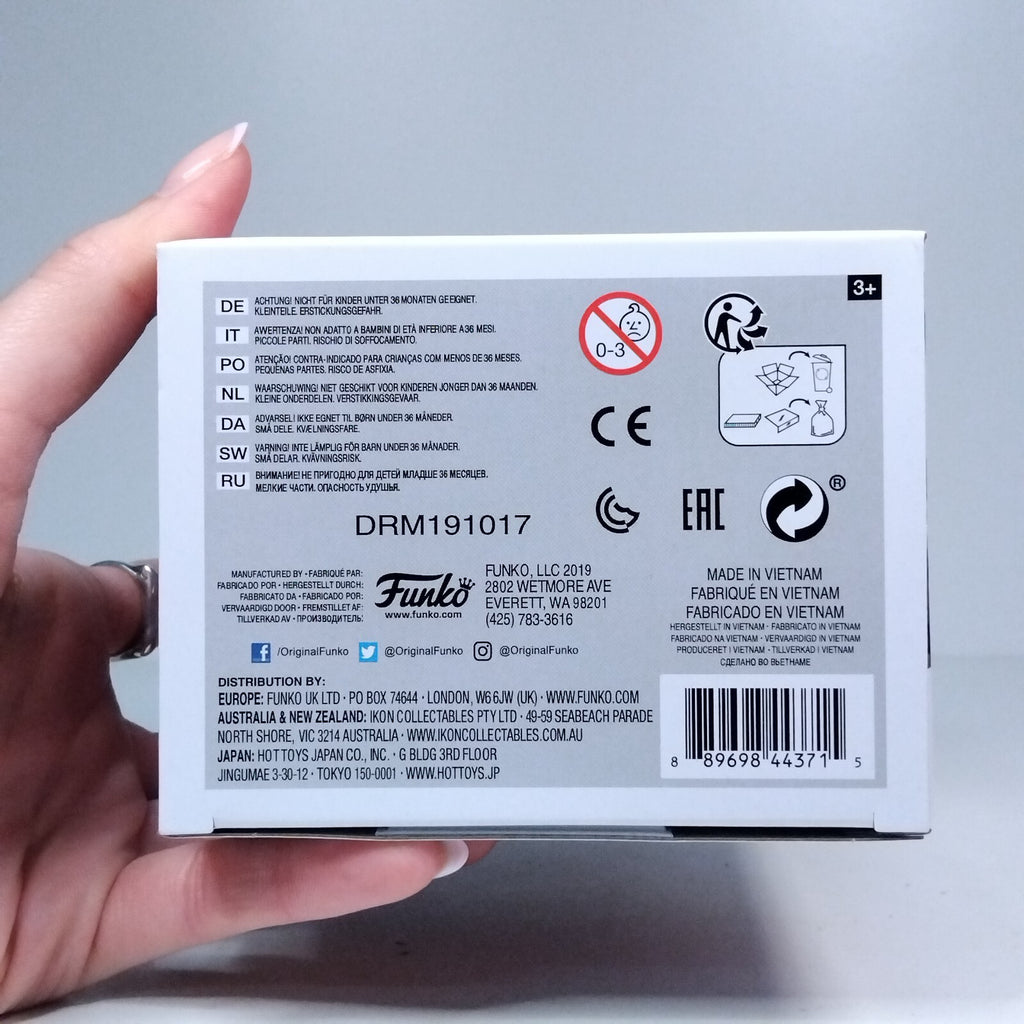 3+
DE ACHTUNG! NICHT FÜR KINDER UNTER 36 MONATEN GEEIGNET.
KLEINTEILE. ERSTICKUNGSGEFAHR.
IT AWERTENZA! NON ADATTO A BAMBINI DI ETÀ INFERIORE A 36 MESI.
PICCOLE PARTI. RISCHIO DI SOFFOCAMENTO.
PO ATENÇÃO! CONTRA-INDICADO PARA CRIANÇAS COM MENOS DE 36 MESES.
PEQUENAS PARTES. RISCO DE ASFIXIA.
NL WAARSCHUWING! NIET GESCHIKT VOOR KINDEREN JONGER DAN 36 MAANDEN.
KLEINE ONDERDELEN. VERSTIKKINGSGEVAAR.
DA ADVARSEL! IKKE EGNET TIL BØRN UNDER 36 MÅNEDER.
SMÅ DELE. KVÆLNINGSFARE.
SW VARNING! INTE LÄMPLIG FÖR BARN UNDER 36 MÅNADER.
SMÅ DELAR. KVÄVNINGSRISK.
RU ВНИМАНИЕ! НЕ ПРИГОДНО ДЛЯ ДЕТЕЙ МЛАДШЕ 36 МЕСЯЦЕВ.
МЕЛКИЕ ЧАСТИ. ОПАСНОСТЬ УДУШЬЯ.
0-3
CE
EAC
®
DRM191017
MANUFACTURED BY • FABRIQUÉ PAR:
FABRICADO POR • HERGESTELLT DURCH:
FABBRICATO DA • FABRICADO POR:
VERVAARDIGD DOOR • FREMSTILLET AF:
TILLVERKAD AV • ПРОИЗВОДИТЕЛЬ:
Funko
www.funko.com
FUNKO, LLC 2019
2802 WETMORE AVE
EVERETT, WA 98201
(425) 783-3616
/OriginalFunko @OriginalFunko @OriginalFunko
MADE IN VIETNAM
FABRIQUÉ EN VIETNAM
FABRICADO EN VIETNAM
HERGESTELLT IN VIETNAM • FABBRICATO IN VIETNAM
FABRICADO NA VIETNAM • VERVAARDIGD IN VIETNAM
PRODUCERET I VIETNAM • TILLVERKAD I VIETNAM
СДЕЛАНО ВО ВЬЕТНАМЕ
DISTRIBUTION BY:
EUROPE: FUNKO UK LTD • PO BOX 74644 • LONDON, W6 6JW (UK) • WWW.FUNKO.COM
AUSTRALIA & NEW ZEALAND: IKON COLLECTABLES PTY LTD • 49-59 SEABEACH PARADE
NORTH SHORE, VIC 3214 AUSTRALIA • WWW.IKONCOLLECTABLES.COM.AU
JAPAN: HOTTOYS JAPAN CO., INC. • G BLDG 3RD FLOOR
JINGUMAE 3-30-12 • TOKYO 150-0001 • WWW.HOTTOYS.JP
8 89698 44371 5